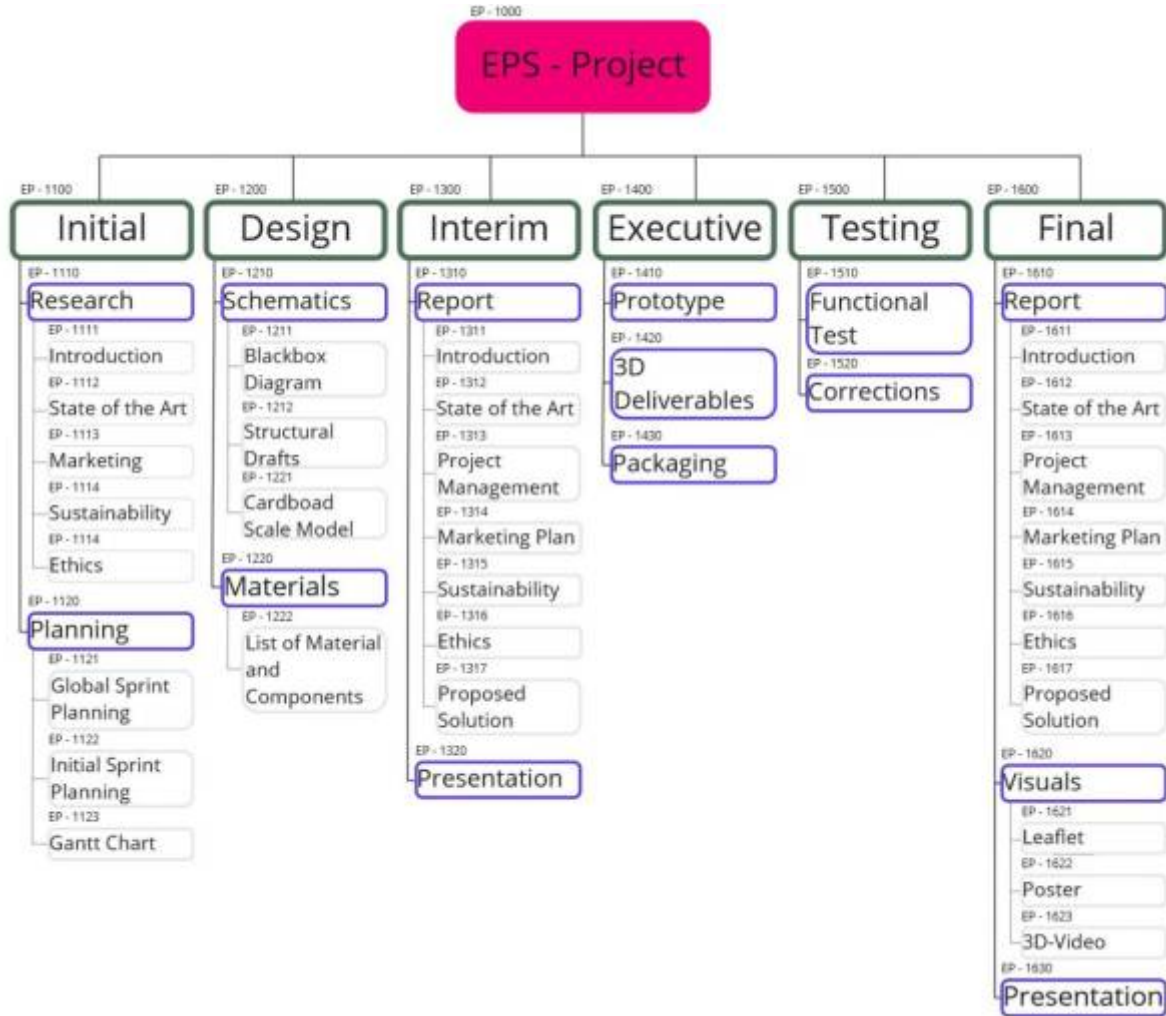 EP - 1000
EPS - Project
EP - 1100
Initial
EP - 1110
Research
EP - 1111
Introduction
EP - 1112
State of the Art
EP - 1113
Marketing
EP - 1114
Sustainability
EP - 1114
Ethics
EP - 1120
Planning
EP - 1121
Global Sprint
Planning
EP - 1122
Initial Sprint
Planning
EP - 1123
Gantt Chart
EP - 1200
Design
EP - 1210
Schematics
EP - 1211
Blackbox
Diagram
EP - 1212
Structural
Drafts
EP - 1221
Cardboad
Scale Model
EP - 1220
Materials
EP - 1222
List of Material
and
Components
EP - 1300
Interim
EP - 1310
Report
EP - 1311
Introduction
EP - 1312
State of the Art
EP - 1313
Project
Management
EP - 1314
Marketing Plan
EP - 1315
Sustainability
EP - 1316
Ethics
EP - 1317
Proposed
Solution
EP - 1320
Presentation
EP - 1400
Executive
EP - 1410
Prototype
EP - 1420
3D
Deliverables
EP - 1430
Packaging
EP - 1500
Testing
EP - 1510
Functional
Test
EP - 1520
Corrections
EP - 1600
Final
EP - 1610
Report
EP - 1611
Introduction
EP - 1612
State of the Art
EP - 1613
Project
Management
EP - 1614
Marketing Plan
EP - 1615
Sustainability
EP - 1616
Ethics
EP - 1617
Proposed
Solution
EP - 1620
Visuals
EP - 1621
Leaflet
EP - 1622
Poster
EP - 1623
3D-Video
EP - 1630
Presentation